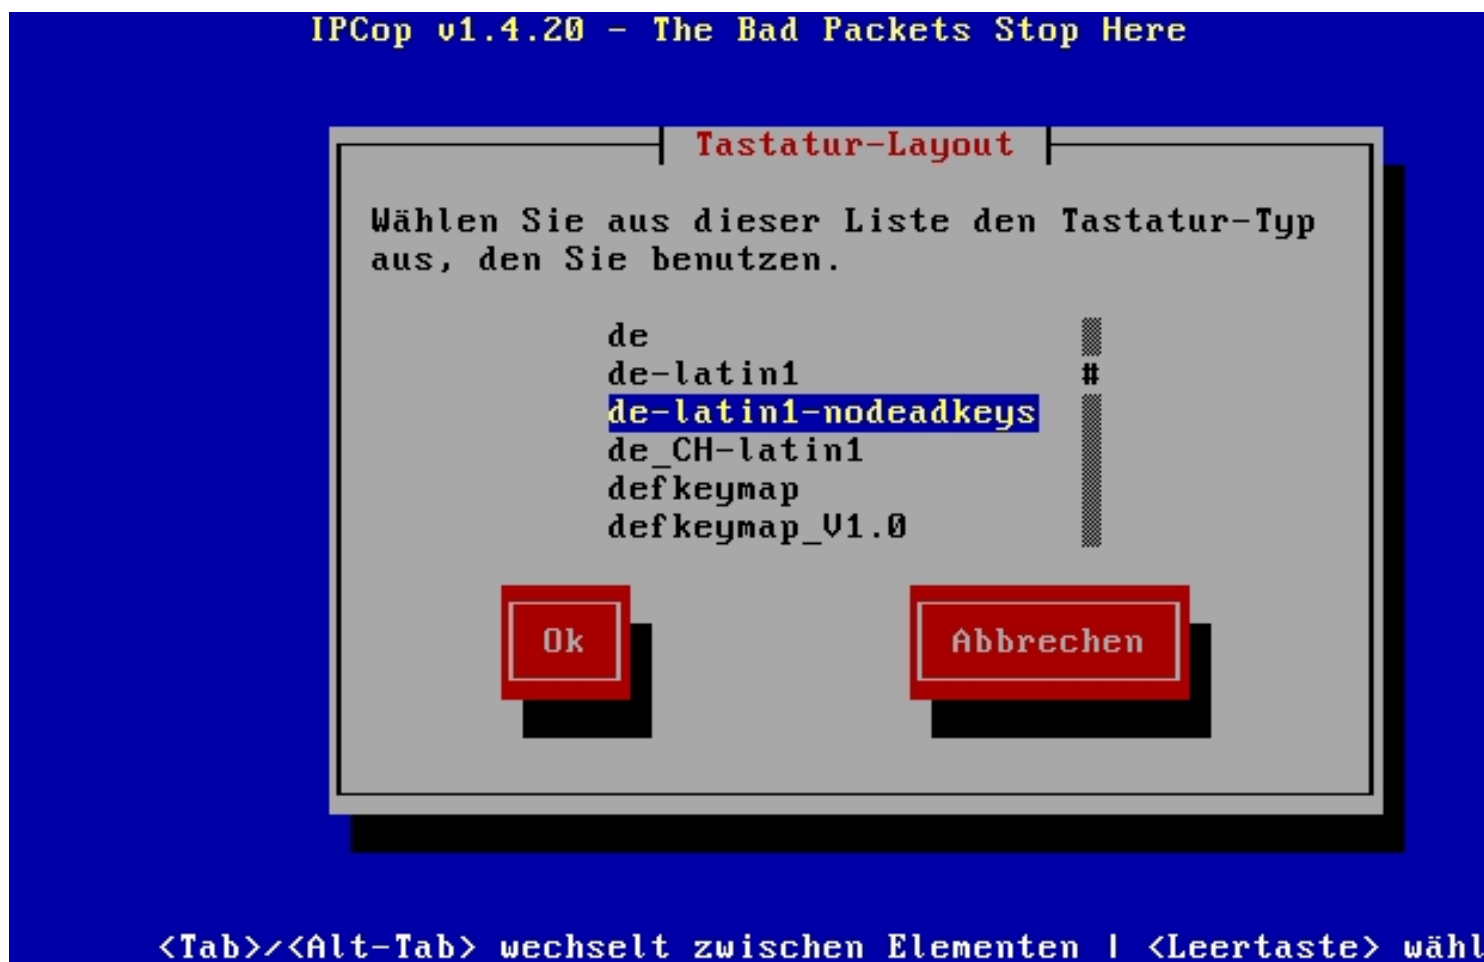 IPCop v1.4.20 - The Bad Packets Stop Here
Tastatur-Layout
Wählen Sie aus dieser Liste den Tastatur-Typ
aus, den Sie benutzen.
de
de-latin1
#
de-latin1-nodeadkeys
de_CH-latin1
defkeymap
defkeymap_V1.0
Ok
Abbrechen
<Tab>/<Alt-Tab> wechselt zwischen Elementen | <Leertaste> wähl